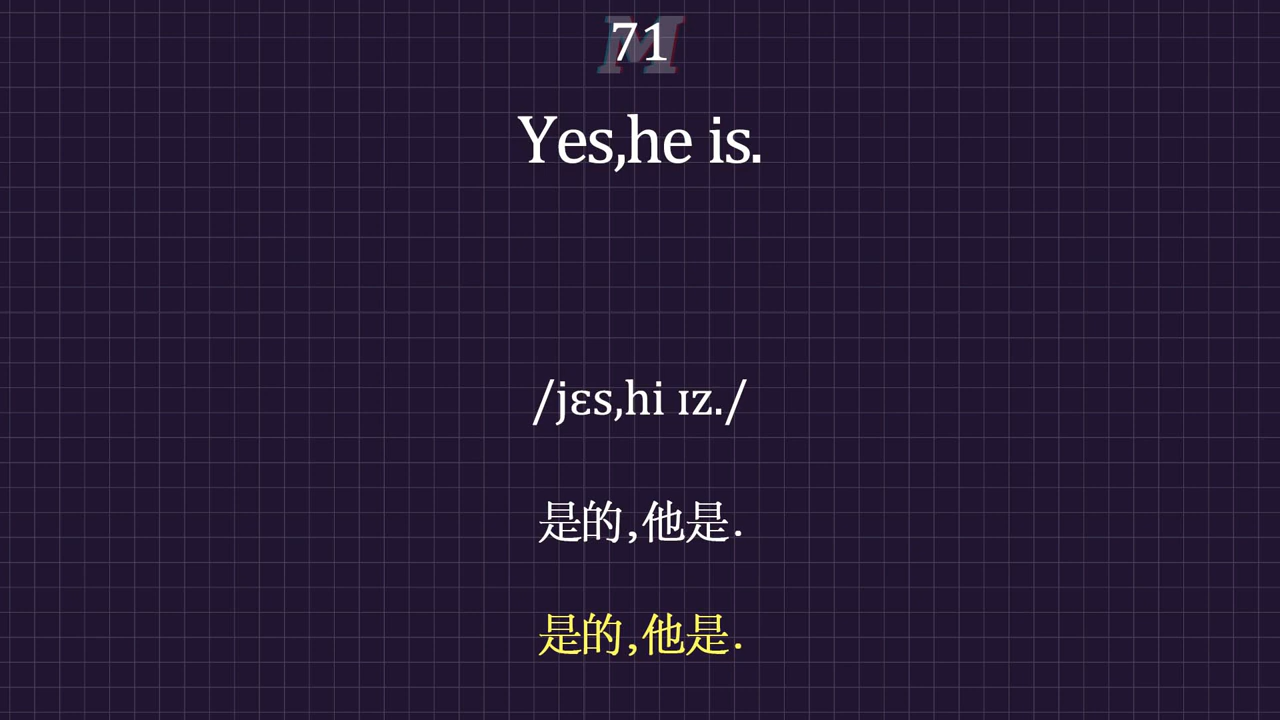 71
M
Yes,he is.
/jɛs,hi ɪz./
是的,他是.
是的,他是.